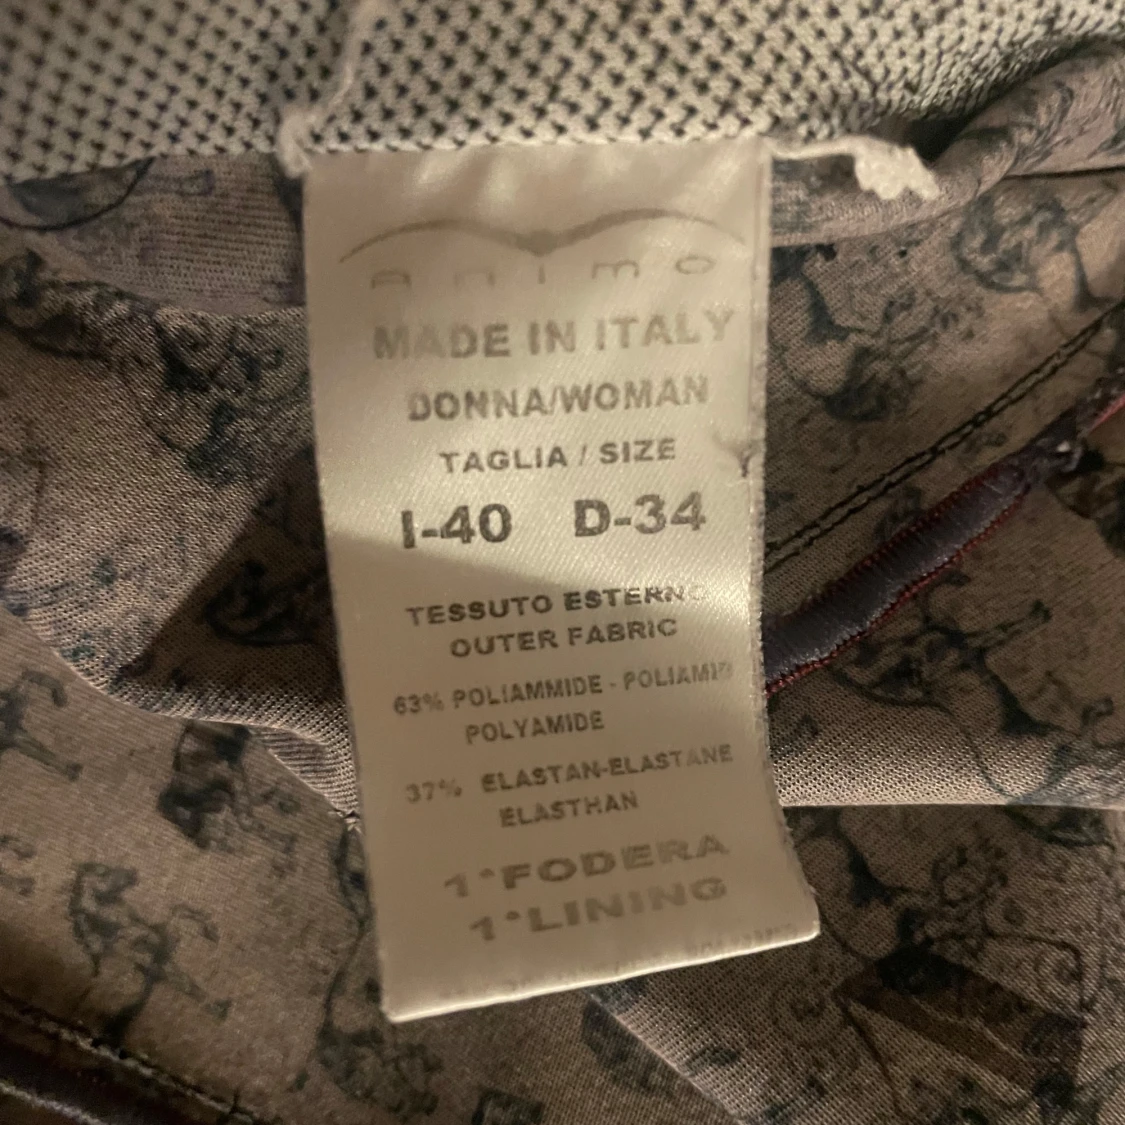 Animo
MADE IN ITALY
DONNA/WOMAN
TAGLIA / SIZE
I-40 D-34
TESSUTO ESTERNO
OUTER FABRIC
63% POLIAMMIDE - POLIAMID
POLYAMIDE
37% ELASTAN-ELASTANE
ELASTHAN
1°FODERA
1°LINING